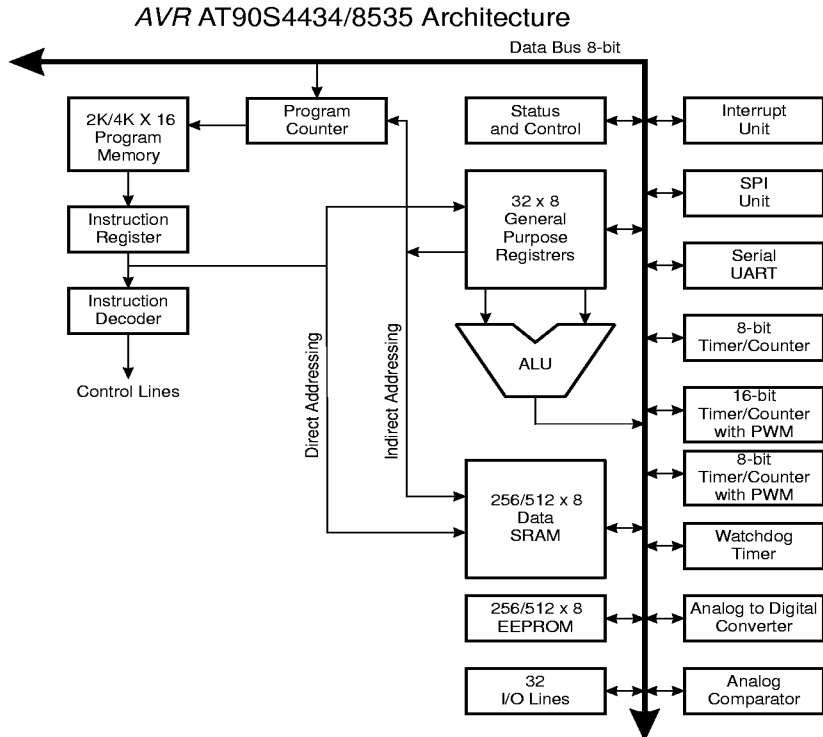 AVR AT90S4434/8535 Architecture
Data Bus 8-bit
2K/4K X 16
Program
Memory
Program
Counter
Status
and Control
Interrupt
Unit
Instruction
Register
32 x 8
General
Purpose
Registrers
SPI
Unit
Serial
UART
Instruction
Decoder
Control Lines
Direct Addressing
Indirect Addressing
ALU
8-bit
Timer/Counter
16-bit
Timer/Counter
with PWM
8-bit
Timer/Counter
with PWM
256/512 x 8
Data
SRAM
Watchdog
Timer
256/512 x 8
EEPROM
Analog to Digital
Converter
32
I/O Lines
Analog
Comparator